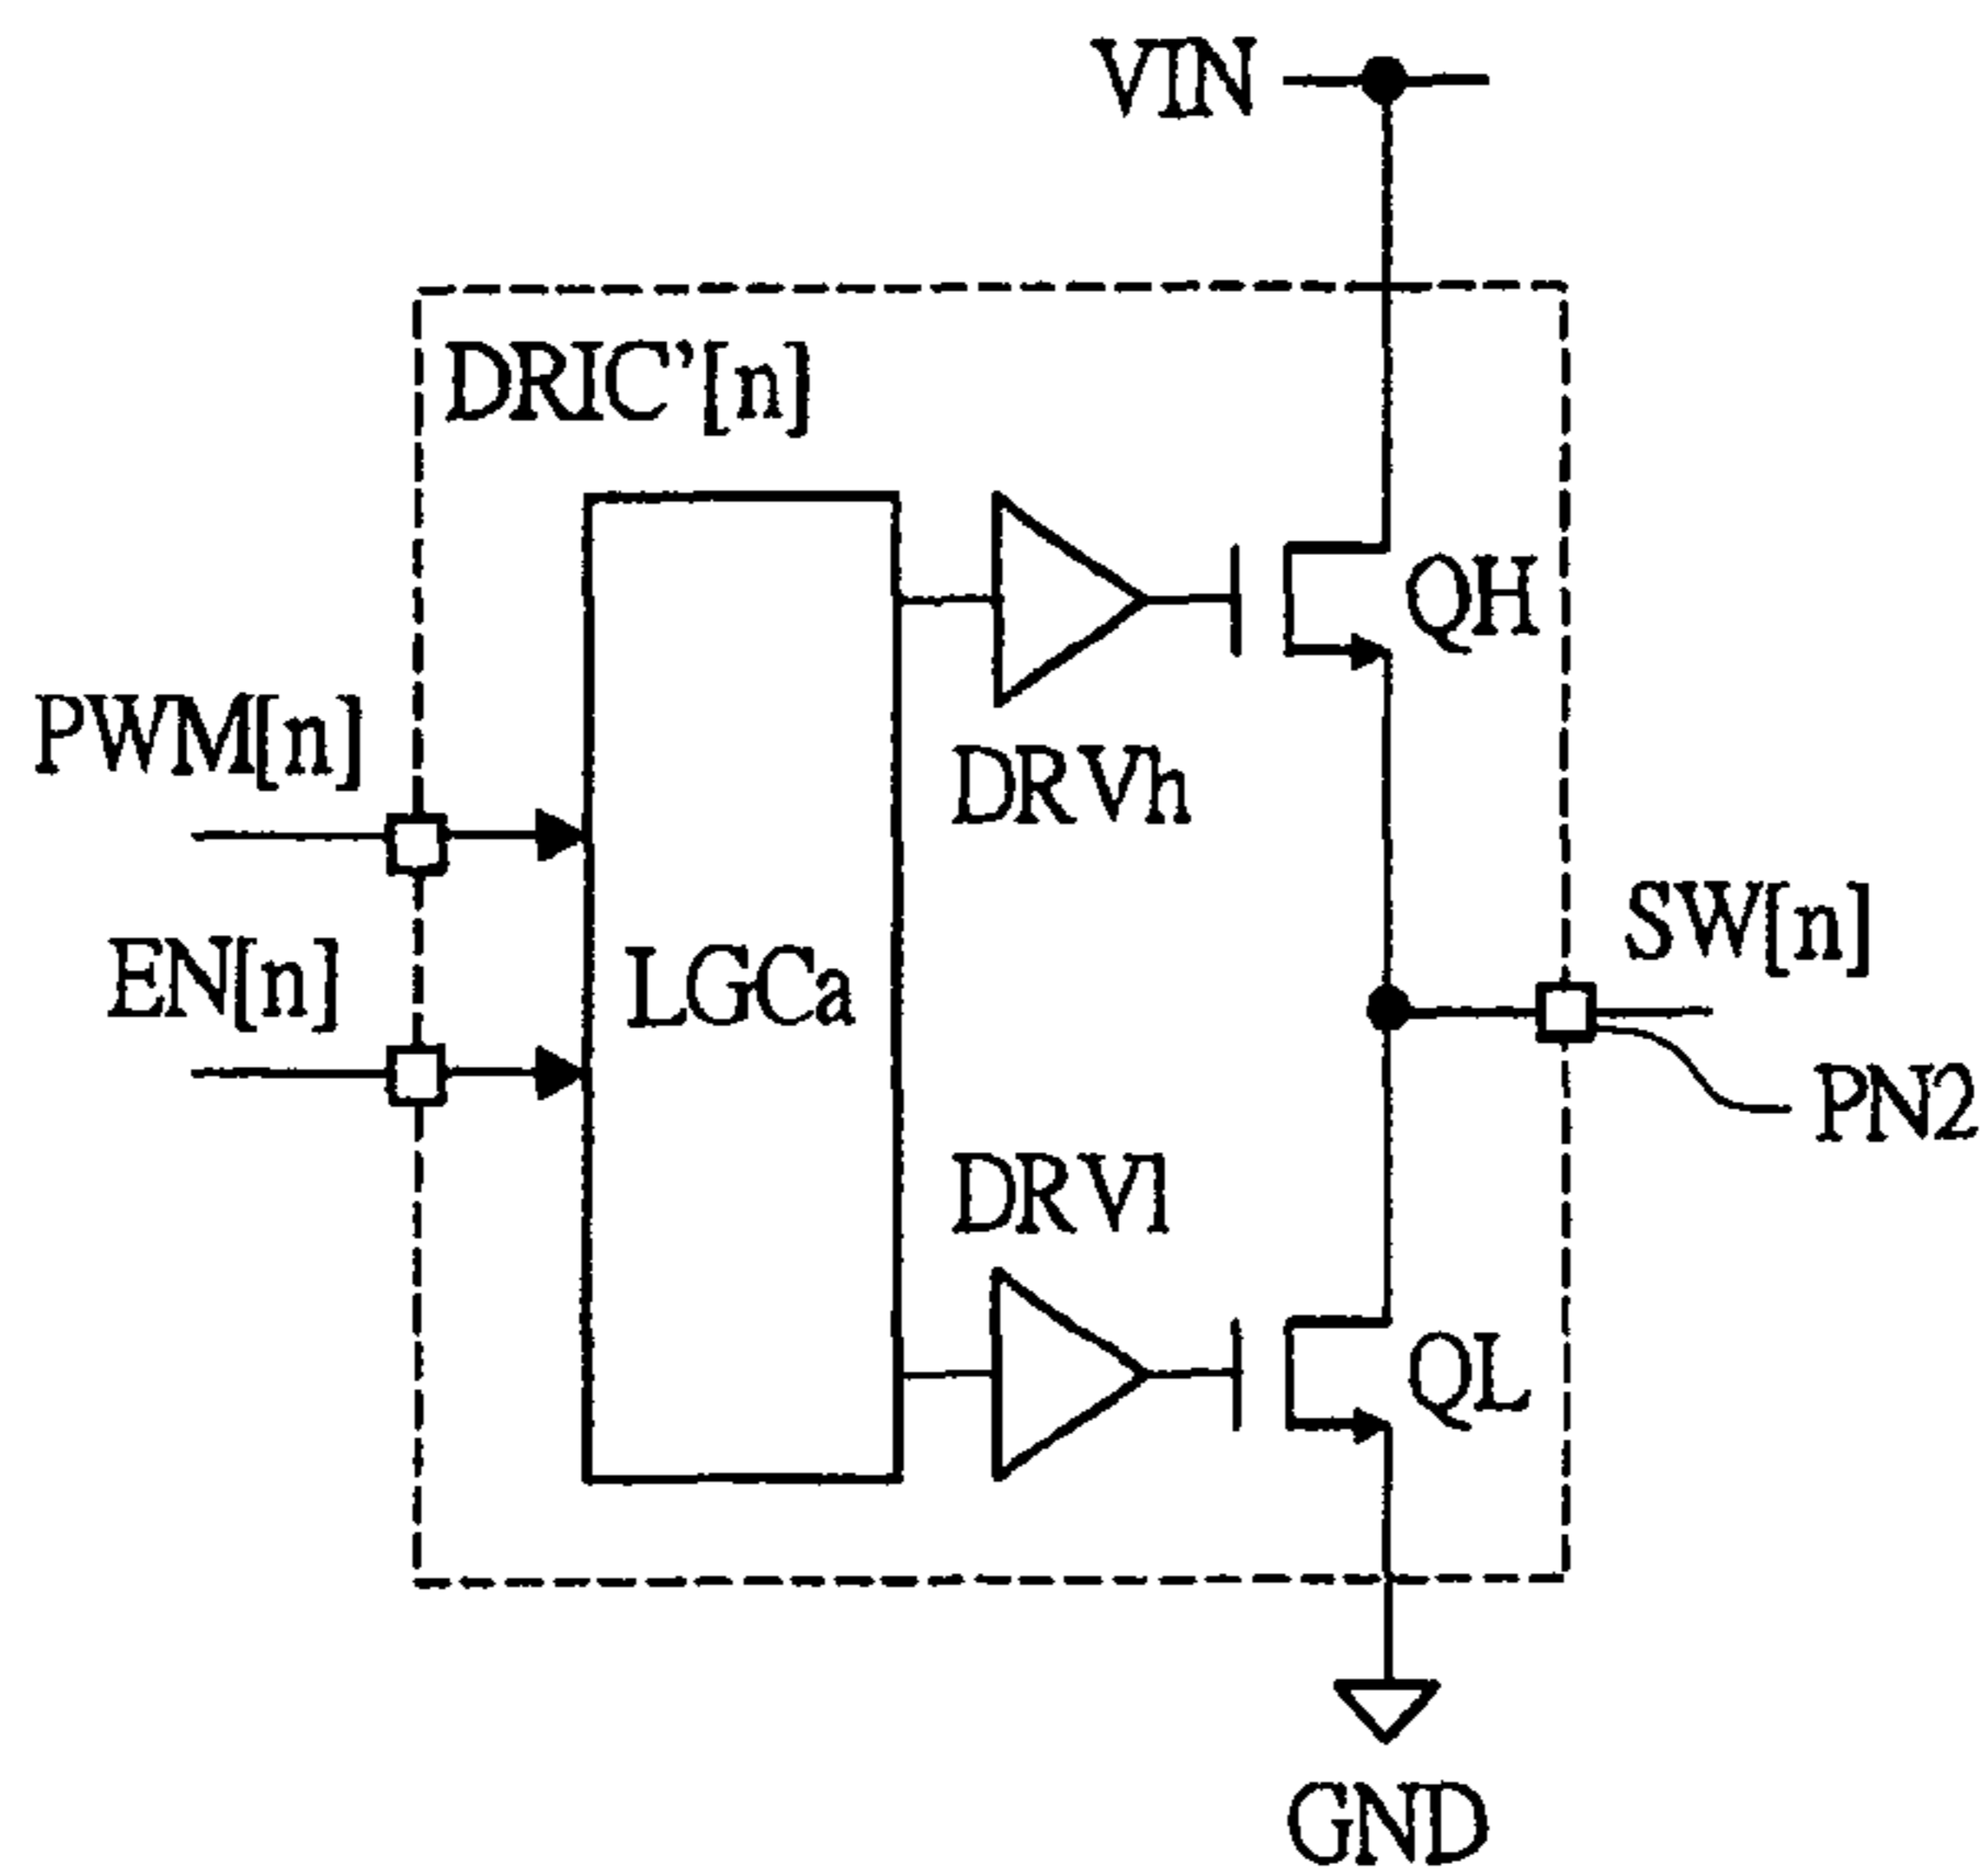 VIN
DRIC'[n]
QH
PWM[n]
DRVh
SW[n]
EN[n]
LGCa
PN2
DRVl
QL
GND